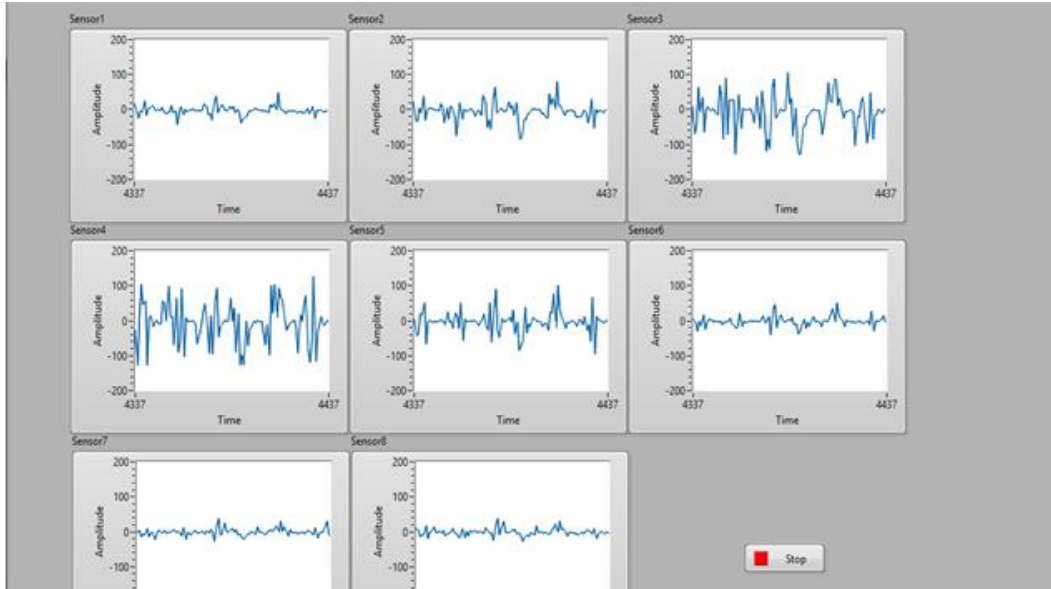 Sensor1 Sensor2 Sensor3
200 200 200
100 100 100
Amplitude 0 Amplitude 0 Amplitude 0
-100 -100 -100
-200 -200 -200
4337 4437 4337 4437 4337 4437
Time Time Time
Sensor4 Sensor5 Sensor6
200 200 200
100 100 100
Amplitude 0 Amplitude 0 Amplitude 0
-100 -100 -100
-200 -200 -200
4337 4437 4337 4437 4337 4437
Time Time Time
Sensor7 Sensor8
200 200
100 100
Amplitude 0 Amplitude 0
-100 -100
Stop